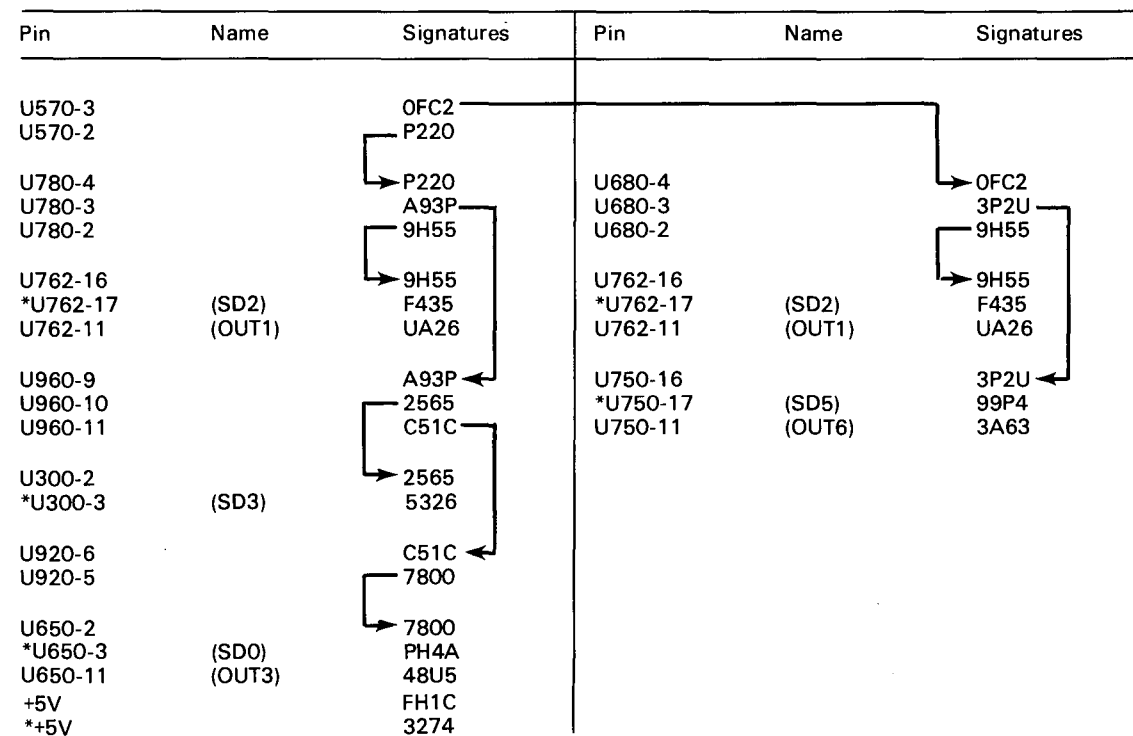 Pin Name Signatures
U570-3 0FC2
U570-2 P220
U780-4 P220
U780-3 A93P
U780-2 9H55
U762-16 9H55
*U762-17 (SD2) F435
U762-11 (OUT1) UA26
U960-9 A93P
U960-10 2565
U960-11 C51C
U300-2 2565
*U300-3 (SD3) 5326
U920-6 C51C
U920-5 7800
U650-2 7800
*U650-3 (SD0) PH4A
U650-11 (OUT3) 48U5
+5V FH1C
*+5V 3274
Pin Name Signatures
U680-4 0FC2
U680-3 3P2U
U680-2 9H55
U762-16 9H55
*U762-17 (SD2) F435
U762-11 (OUT1) UA26
U750-16 3P2U
*U750-17 (SD5) 99P4
U750-11 (OUT6) 3A63